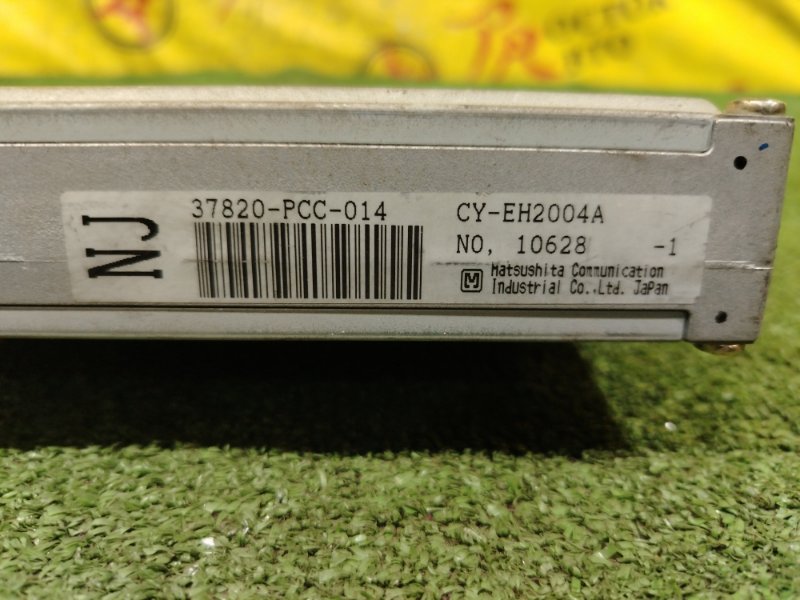 NJ
37820-PCC-014
CY-EH2004A
NO, 10628 -1
M
Matsushita Communication
Industrial Co.,Ltd. JaPan